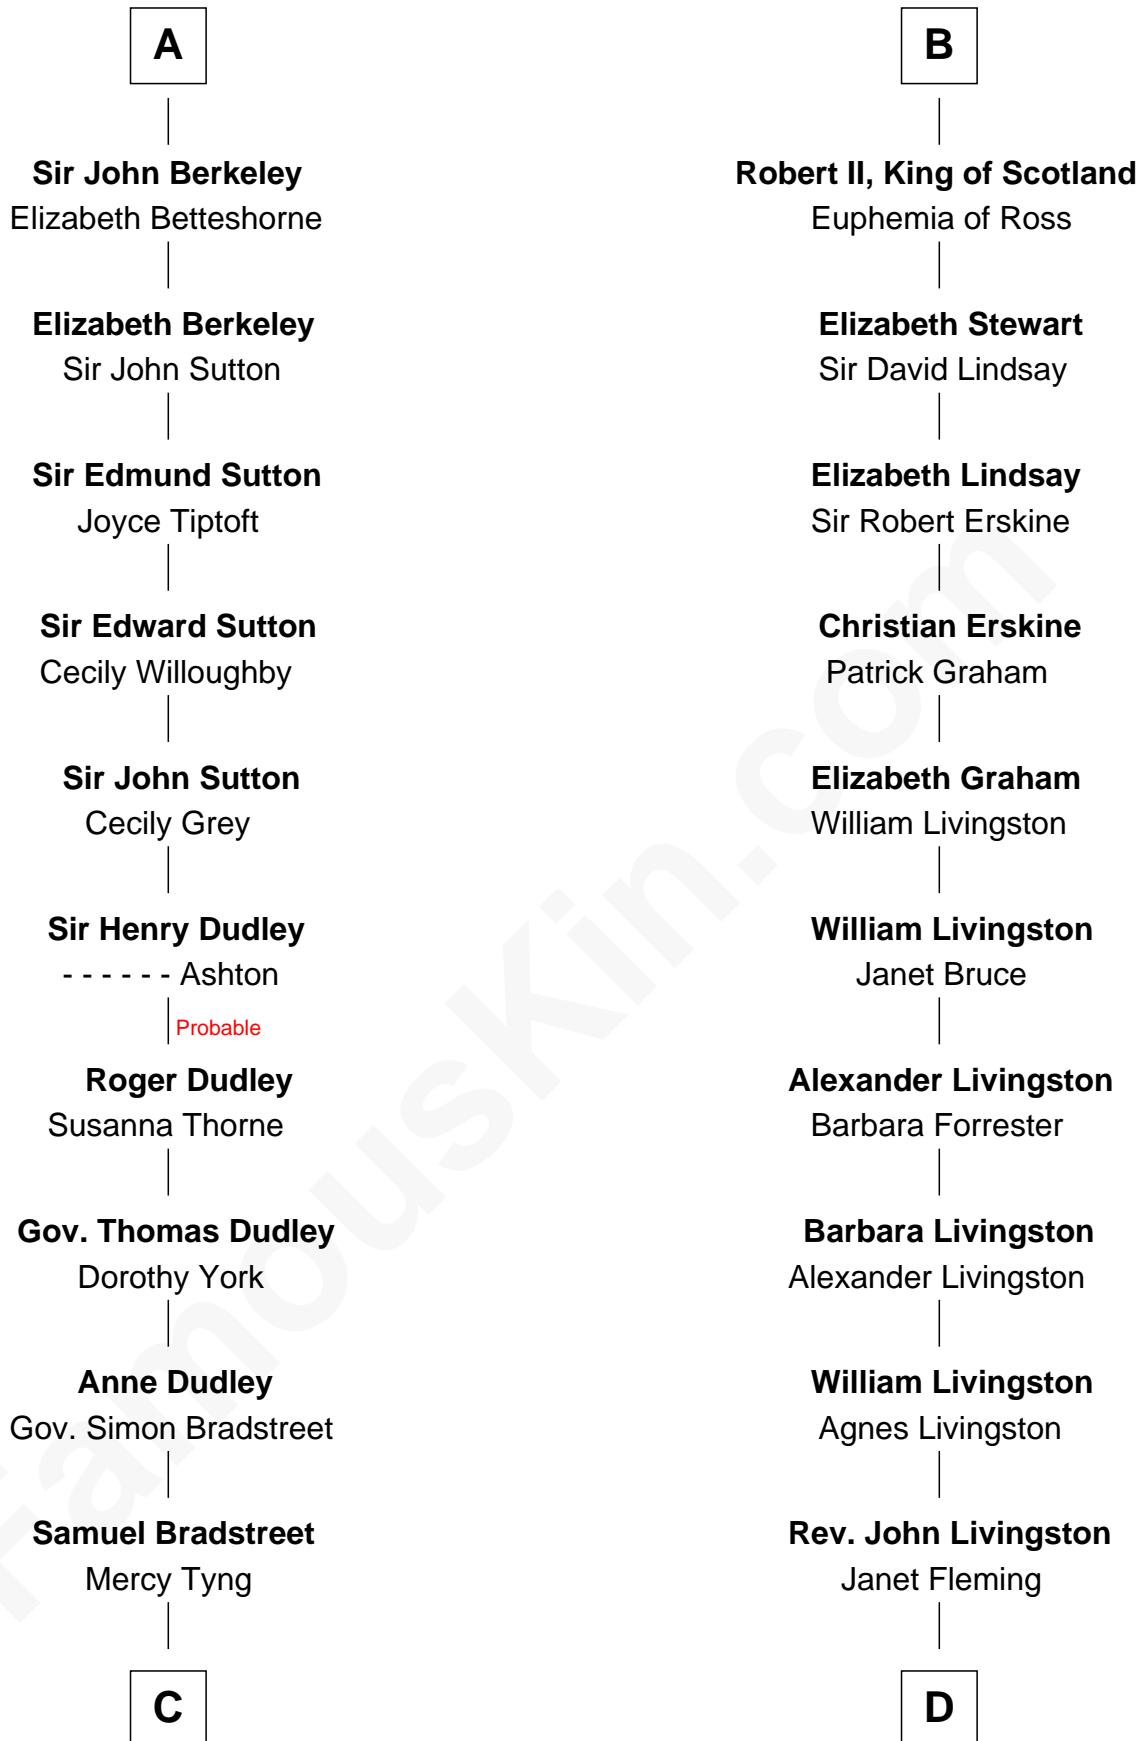 A
Sir John Berkeley
Elizabeth Betteshorne
Elizabeth Berkeley
Sir John Sutton
Sir Edmund Sutton
Joyce Tiptoft
Sir Edward Sutton
Cecily Willoughby
Sir John Sutton
Cecily Grey
Sir Henry Dudley
- - - - - - Ashton
Probable
Roger Dudley
Susanna Thorne
Gov. Thomas Dudley
Dorothy York
Anne Dudley
Gov. Simon Bradstreet
Samuel Bradstreet
Mercy Tyng
C
B
Robert II, King of Scotland
Euphemia of Ross
Elizabeth Stewart
Sir David Lindsay
Elizabeth Lindsay
Sir Robert Erskine
Christian Erskine
Patrick Graham
Elizabeth Graham
William Livingston
William Livingston
Janet Bruce
Alexander Livingston
Barbara Forrester
Barbara Livingston
Alexander Livingston
William Livingston
Agnes Livingston
Rev. John Livingston
Janet Fleming
D
FamousKin.com